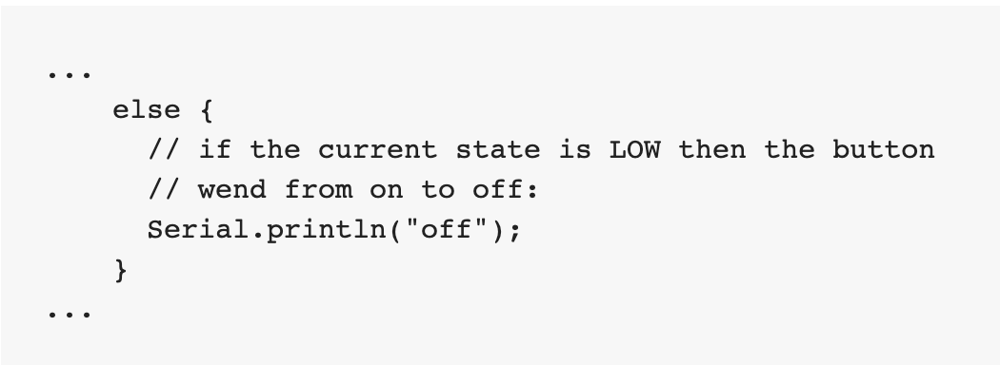 ...
else {
// if the current state is LOW then the button
// wend from on to off:
Serial.println("off");
}
...